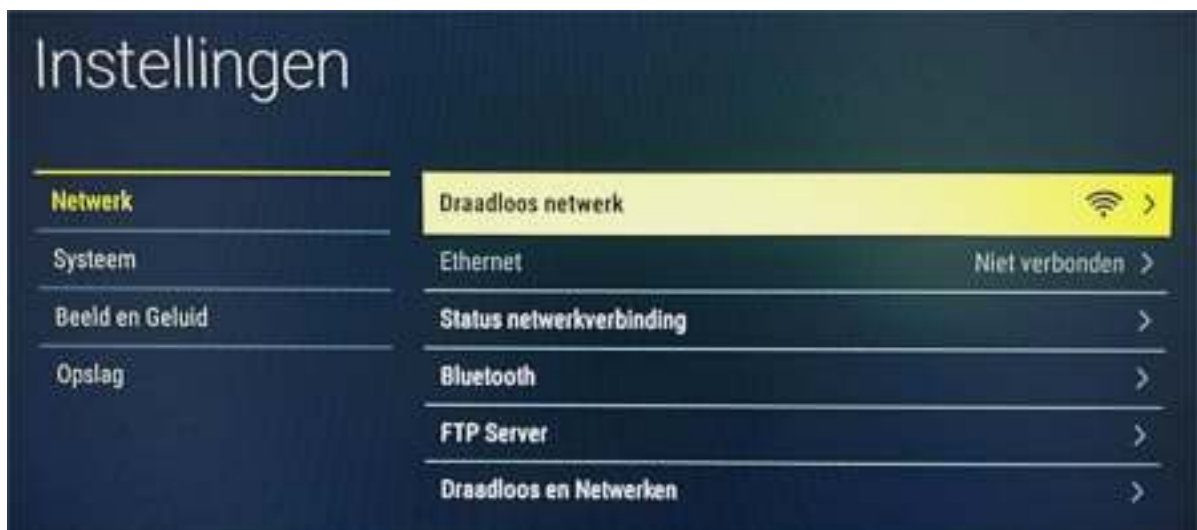 Instellingen
Netwerk
Systeem
Beeld en Geluid
Opslag
Draadloos netwerk
Ethernet Niet verbonden
Status netwerkverbinding
Bluetooth
FTP Server
Draadloos en Netwerken